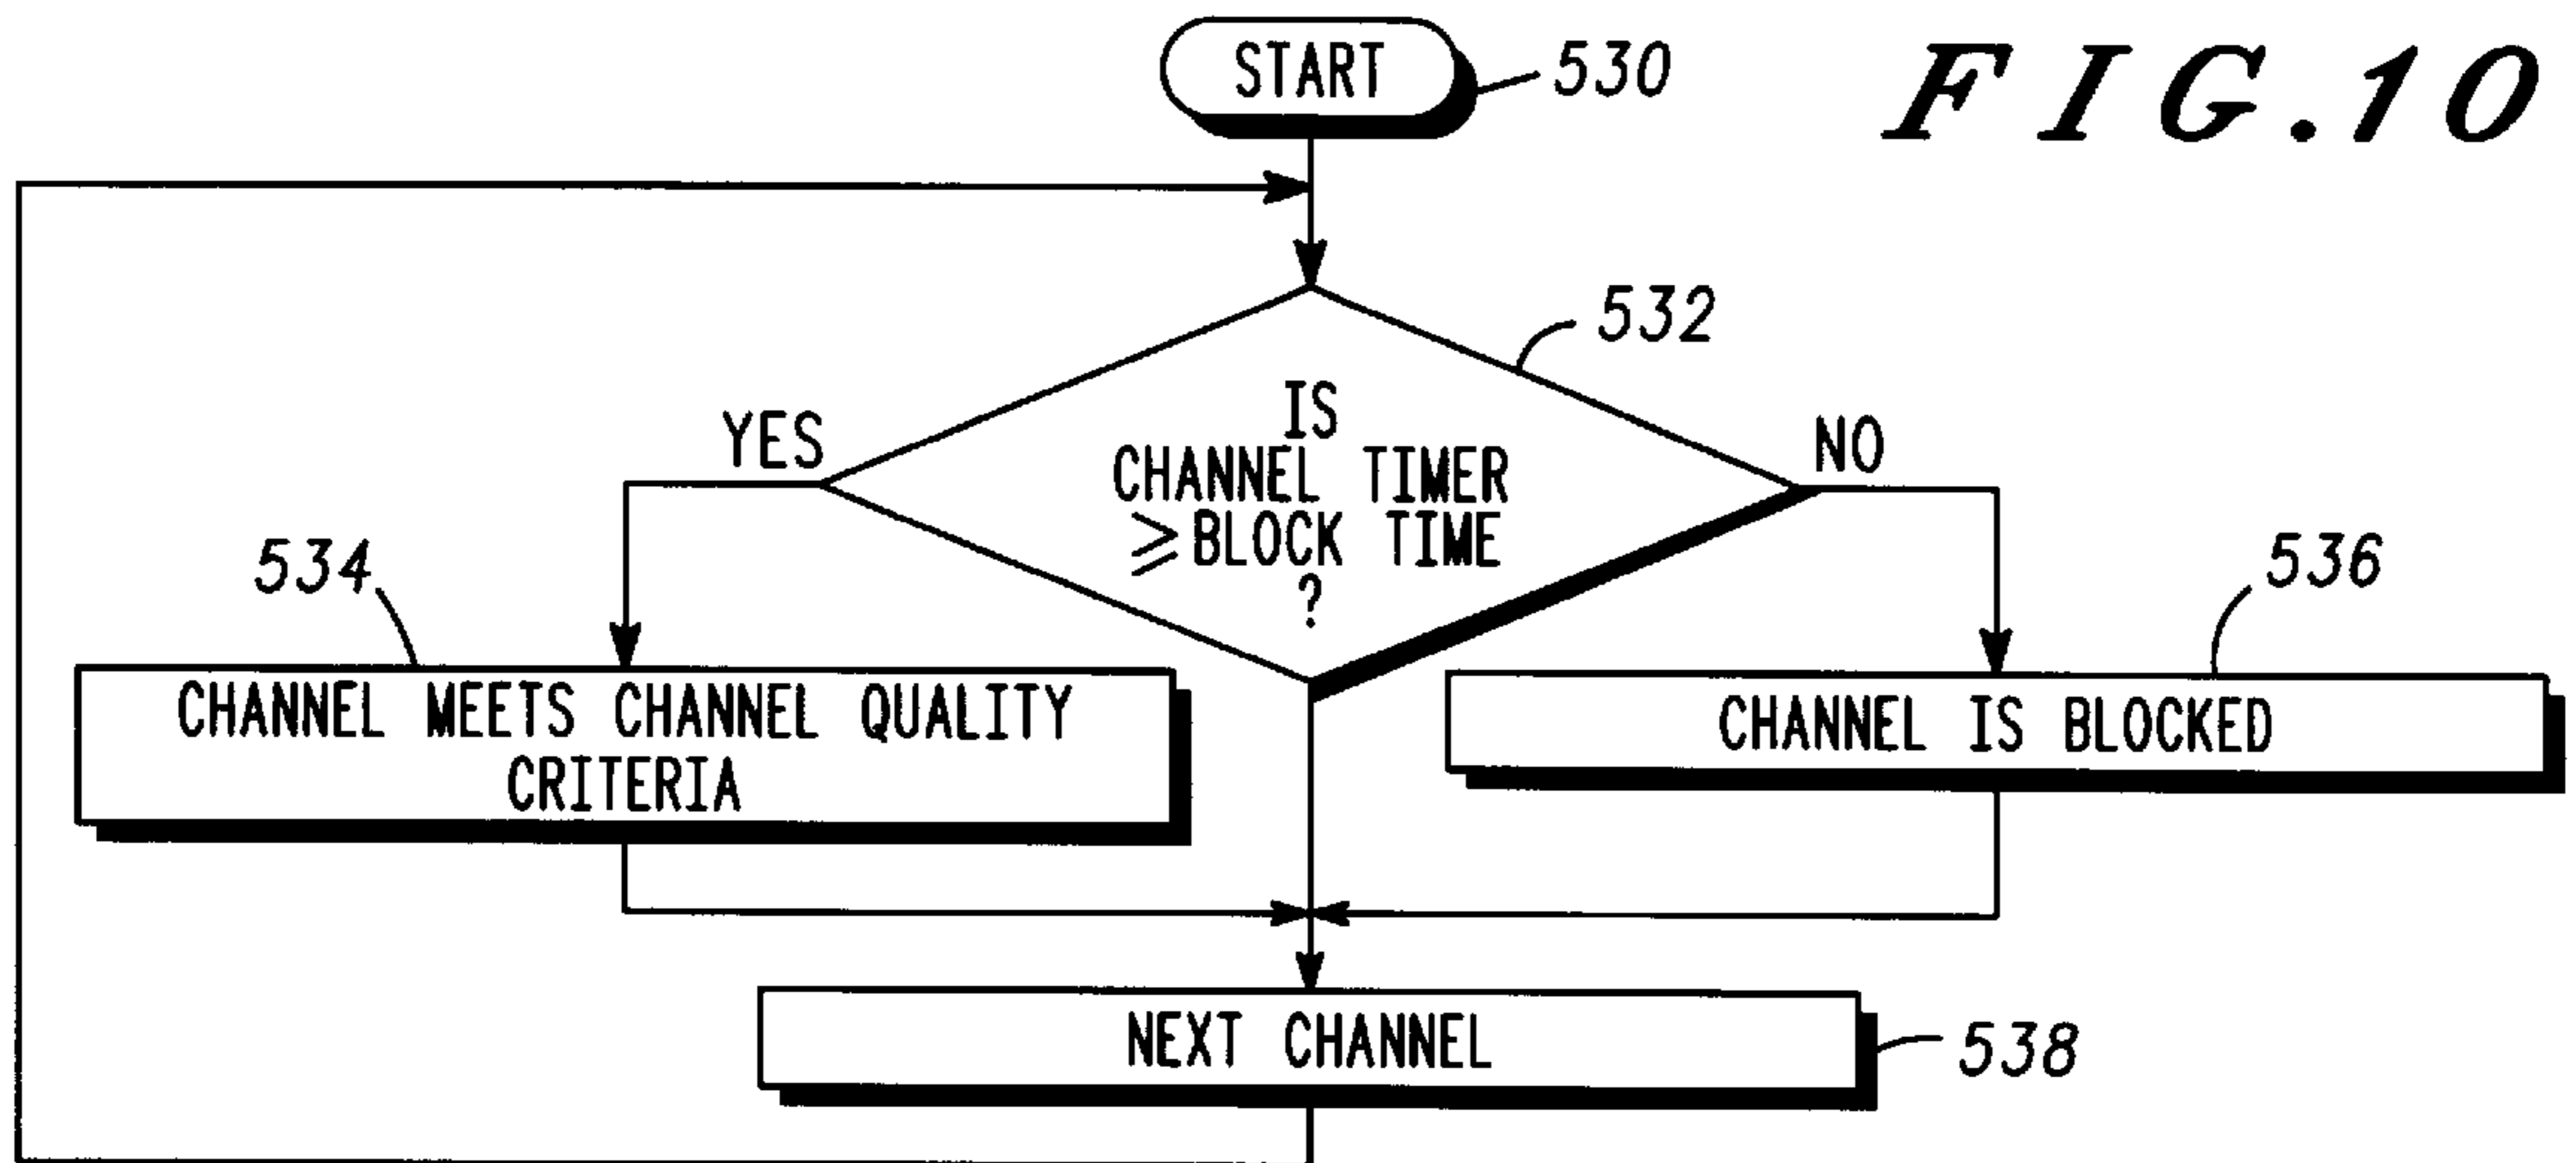 START
530
FIG.10
532
IS
CHANNEL TIMER
≥ BLOCK TIME
?
YES
NO
534
536
CHANNEL MEETS CHANNEL QUALITY
CRITERIA
CHANNEL IS BLOCKED
NEXT CHANNEL
538